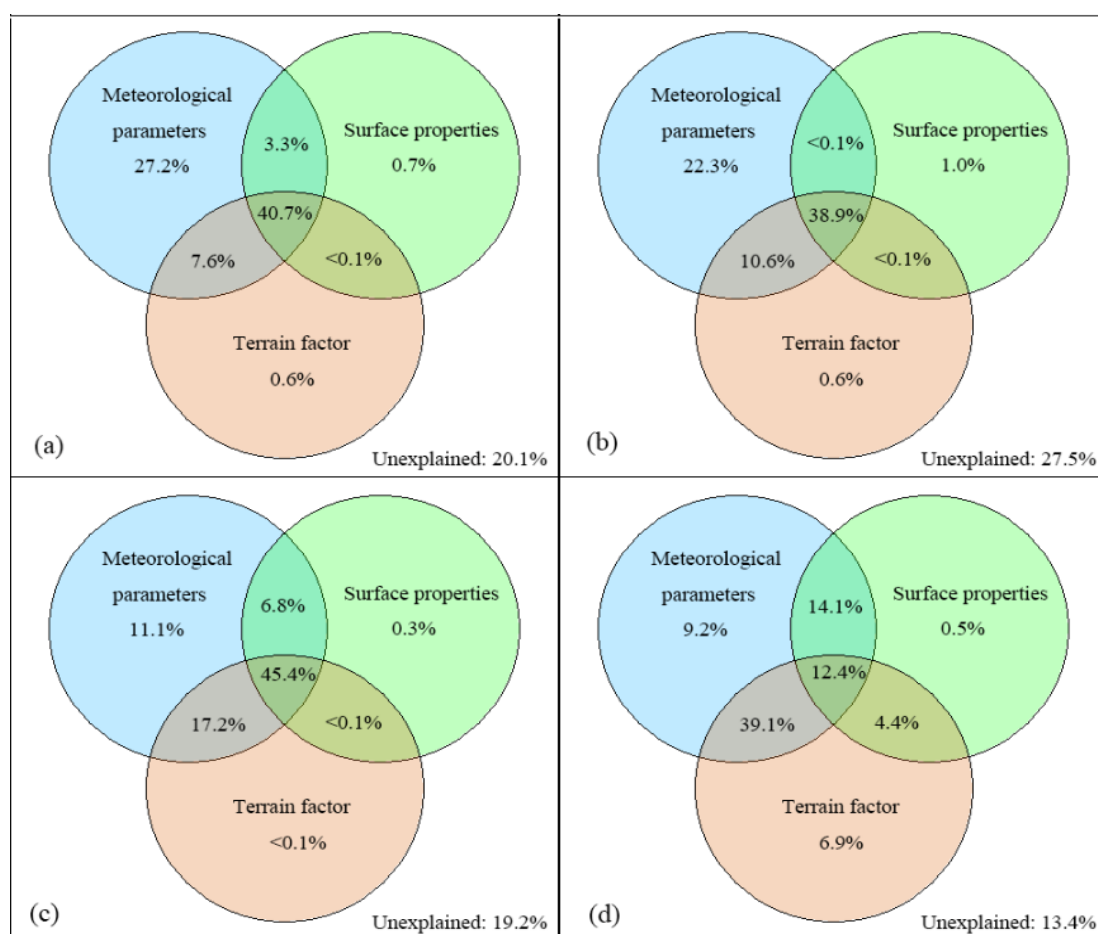 Meteorological
parameters
27.2%
3.3%
Surface properties
0.7%
40.7%
7.6%
<0.1%
Terrain factor
0.6%
(a)
Unexplained: 20.1%
Meteorological
parameters
22.3%
<0.1%
Surface properties
1.0%
38.9%
10.6%
<0.1%
Terrain factor
0.6%
(b)
Unexplained: 27.5%
Meteorological
parameters
11.1%
6.8%
Surface properties
0.3%
45.4%
17.2%
<0.1%
Terrain factor
<0.1%
(c)
Unexplained: 19.2%
Meteorological
parameters
9.2%
14.1%
Surface properties
0.5%
12.4%
39.1%
4.4%
Terrain factor
6.9%
(d)
Unexplained: 13.4%